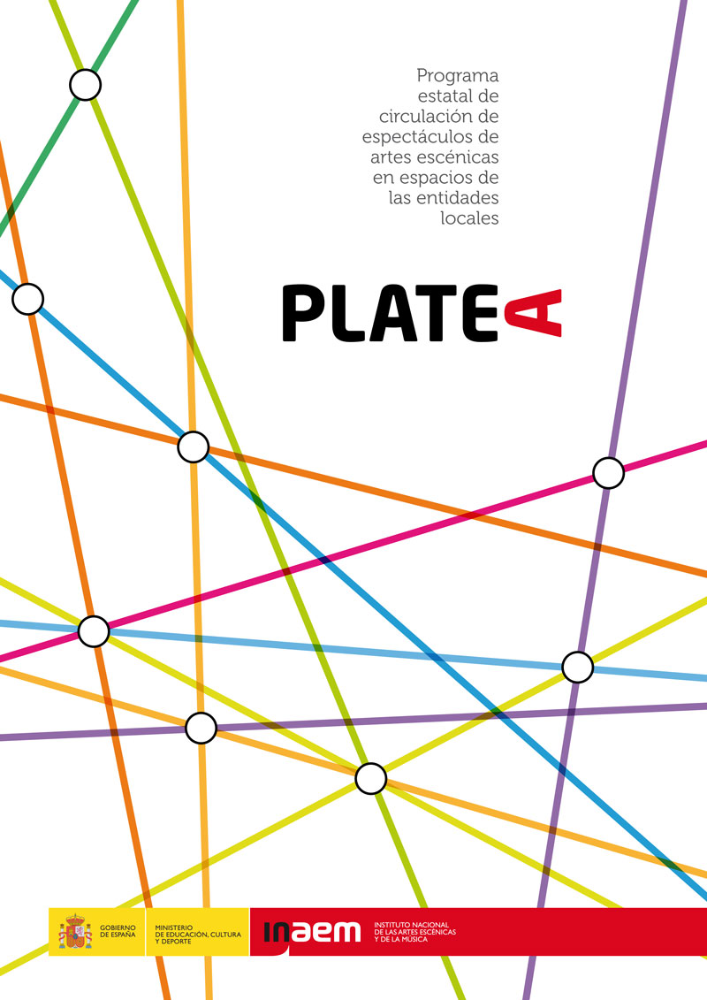 Programa
estatal de
circulación de
espectáculos de
artes escénicas
en espacios de
las entidades
locales
PLATEA
GOBIERNO
DE ESPAÑA
MINISTERIO
DE EDUCACIÓN, CULTURA
Y DEPORTE
inaem
INSTITUTO NACIONAL
DE LAS ARTES ESCÉNICAS
Y DE LA MÚSICA